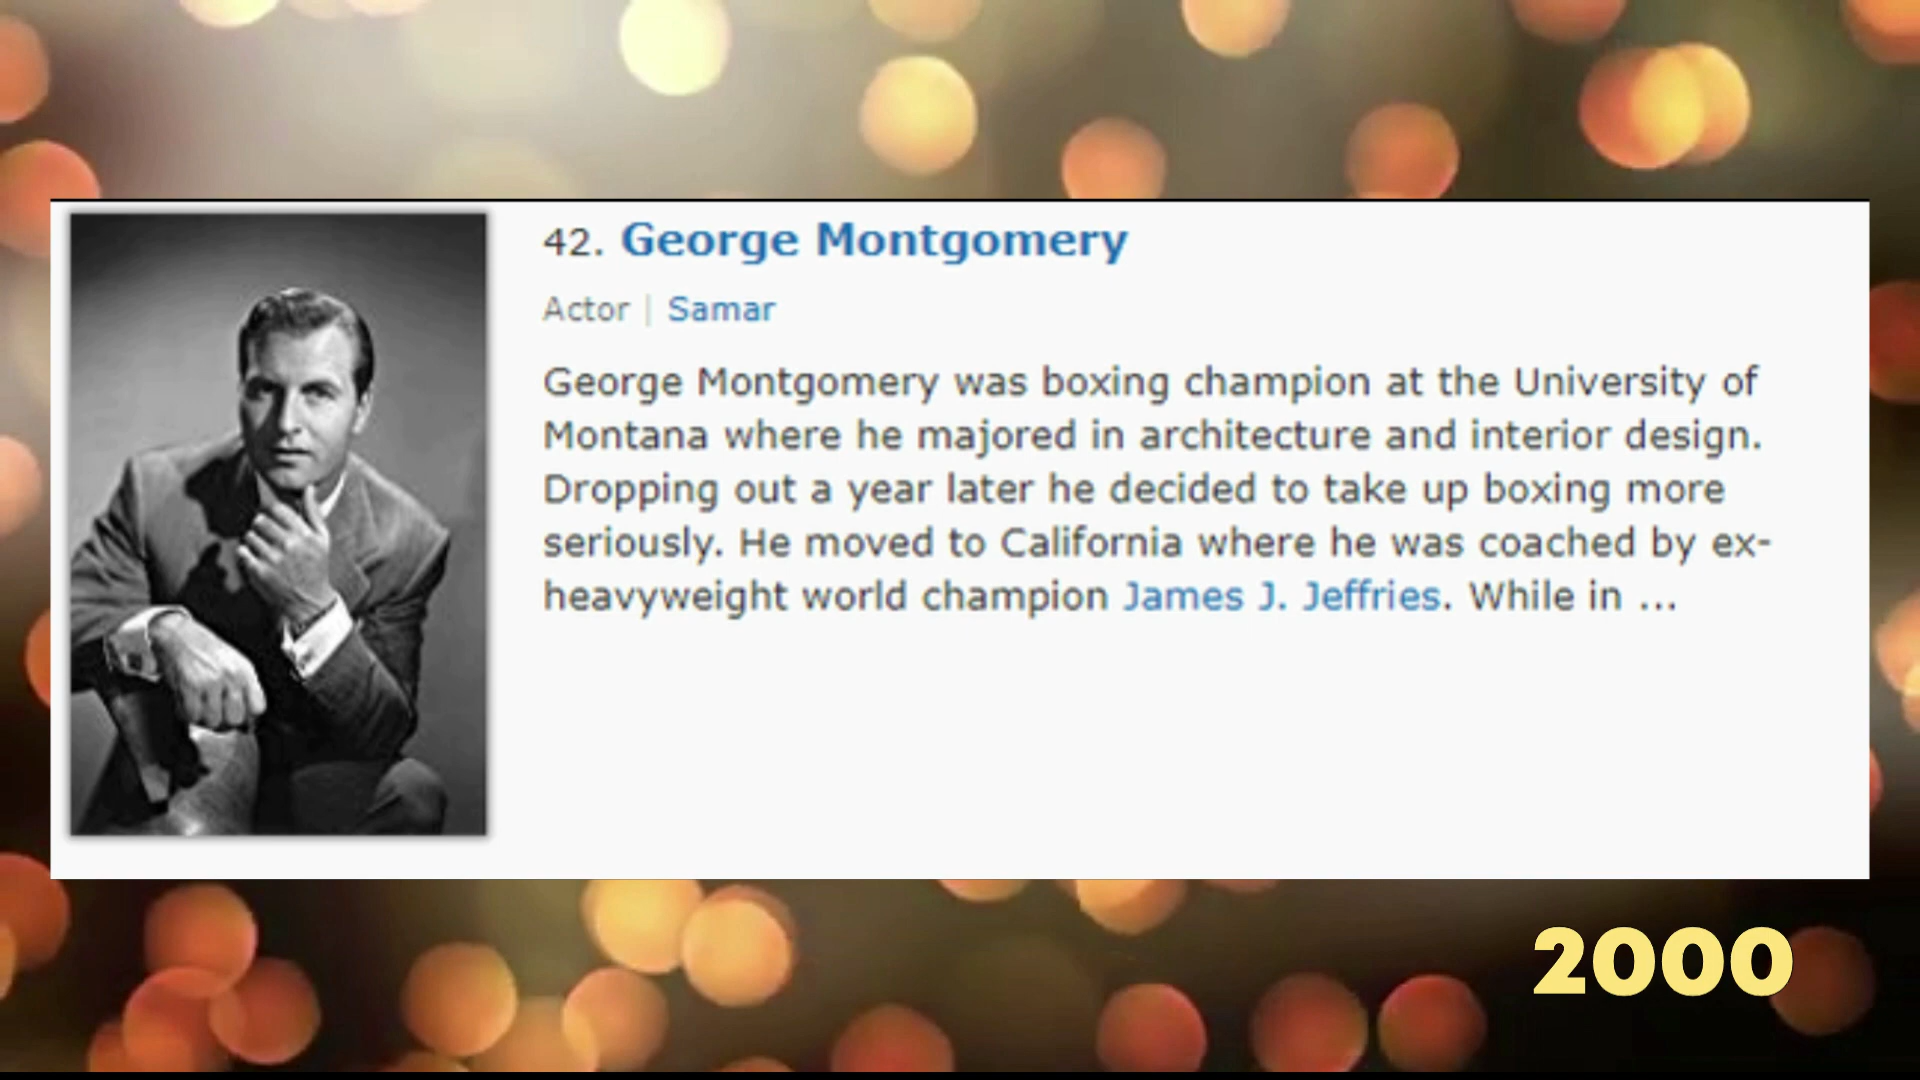 42. George Montgomery
Actor | Samar
George Montgomery was boxing champion at the University of
Montana where he majored in architecture and interior design.
Dropping out a year later he decided to take up boxing more
seriously. He moved to California where he was coached by ex-
heavyweight world champion James J. Jeffries. While in ...
2000